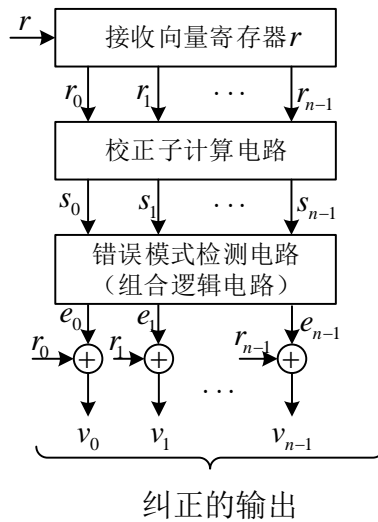 r 接收向量寄存器r
r₀ r₁ ··· rₙ₋₁
校正子计算电路
s₀ s₁ ··· sₙ₋₁
错误模式检测电路
（组合逻辑电路）
e₀ e₁ eₙ₋₁
r₀ + r₁ + rₙ₋₁ +
···
v₀ v₁ vₙ₋₁
纠正的输出